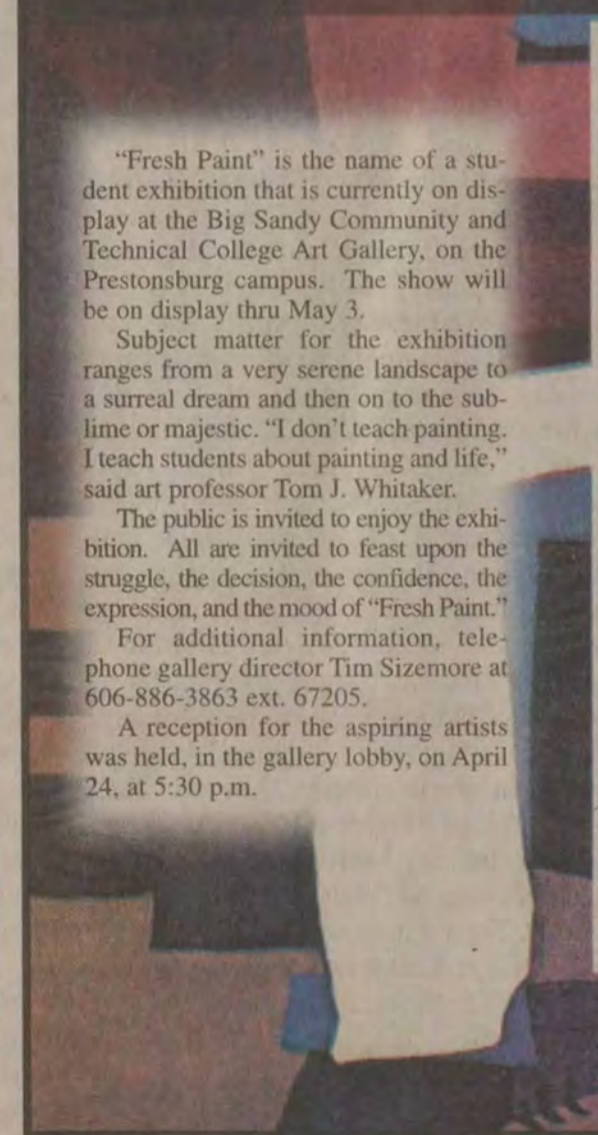 “Fresh Paint” is the name of a stu-
dent exhibition that is currently on dis-
play at the Big Sandy Community and
Technical College Art Gallery, on the
Prestonsburg campus. The show will
be on display thru May 3.
Subject matter for the exhibition
ranges from a very serene landscape to
a surreal dream and then on to the sub-
lime or majestic. “I don’t teach painting.
I teach students about painting and life,”
said art professor Tom J. Whitaker.
The public is invited to enjoy the exhi-
bition. All are invited to feast upon the
struggle, the decision, the confidence, the
expression, and the mood of “Fresh Paint.”
For additional information, tele-
phone gallery director Tim Sizemore at
606-886-3863 ext. 67205.
A reception for the aspiring artists
was held, in the gallery lobby, on April
24, at 5:30 p.m.